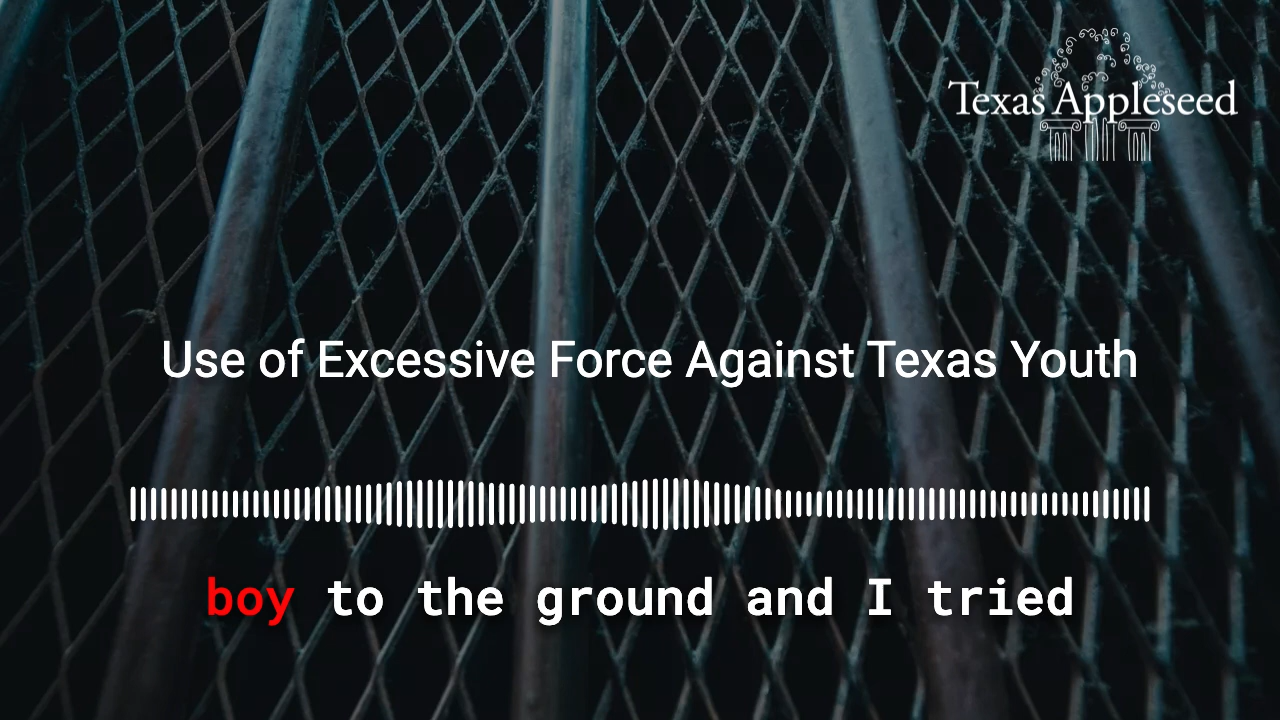 Texas Appleseed
Use of Excessive Force Against Texas Youth
boy to the ground and I tried